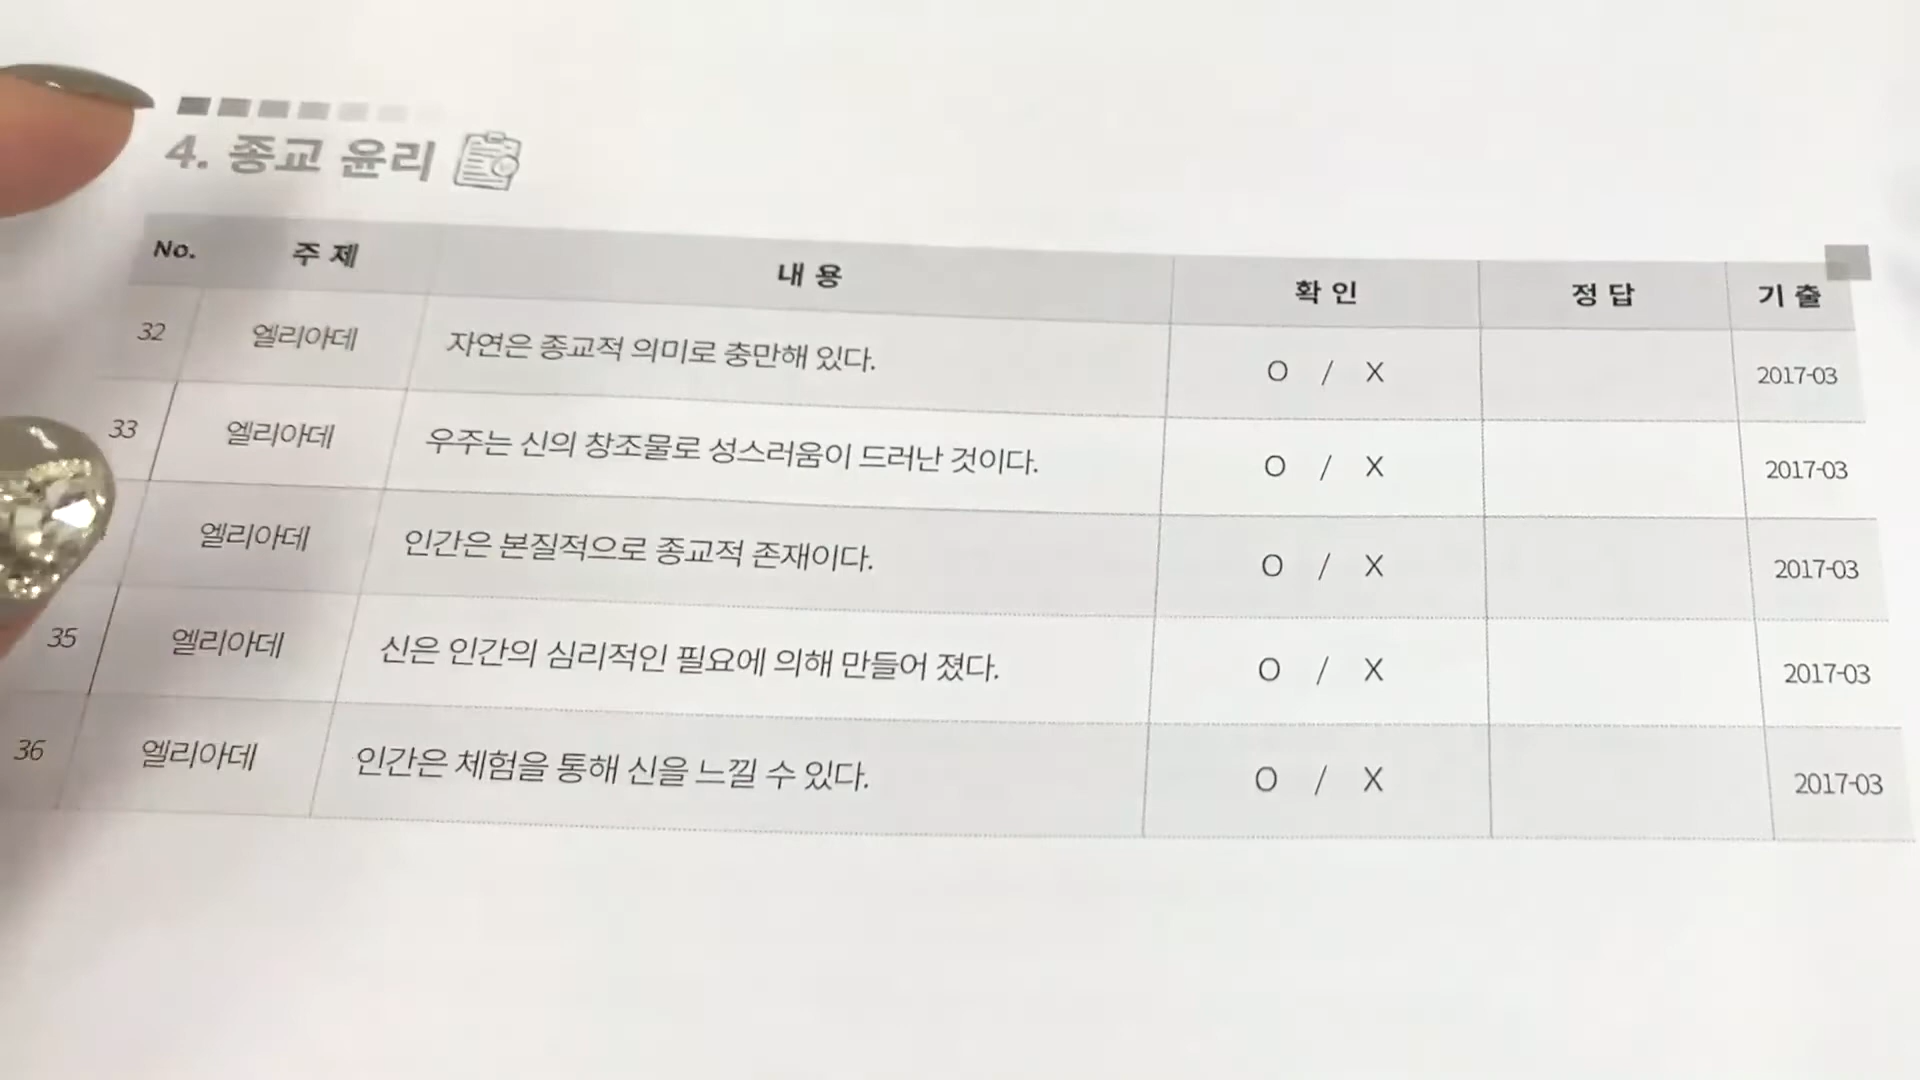 4. 종교 윤리
No. 주제 내용 확인 정답 기출
32 엘리아데 자연은 종교적 의미로 충만해 있다. O / X 2017-03
33 엘리아데 우주는 신의 창조물로 성스러움이 드러난 것이다. O / X 2017-03
엘리아데 인간은 본질적으로 종교적 존재이다. O / X 2017-03
35 엘리아데 신은 인간의 심리적인 필요에 의해 만들어 졌다. O / X 2017-03
36 엘리아데 인간은 체험을 통해 신을 느낄 수 있다. O / X 2017-03